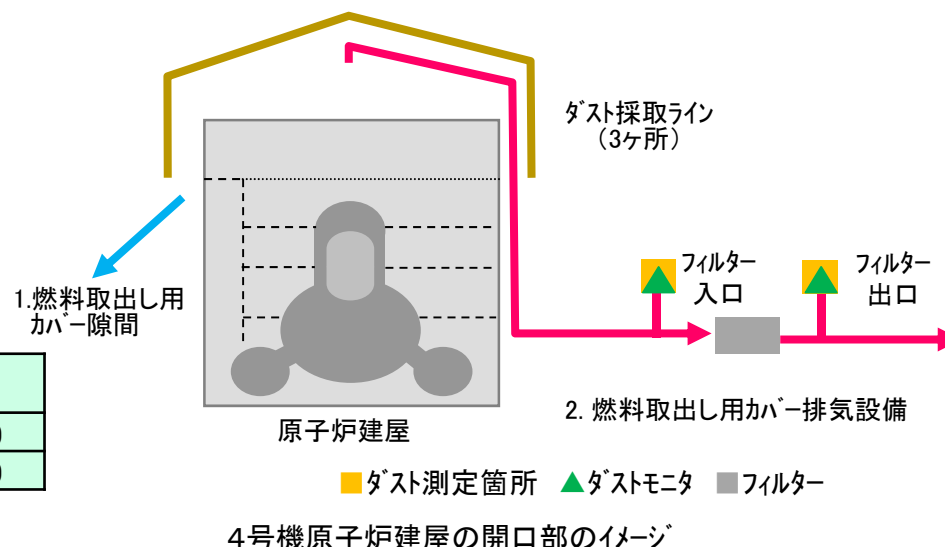 ダスト採取ライン
(3ヶ所)
フィルター
入口
フィルター
出口
1.燃料取出し用
カバー隙間
2. 燃料取出し用カバー排気設備
原子炉建屋
ダスト測定箇所 ダストモニタ フィルター
4号機原子炉建屋の開口部のイメージ